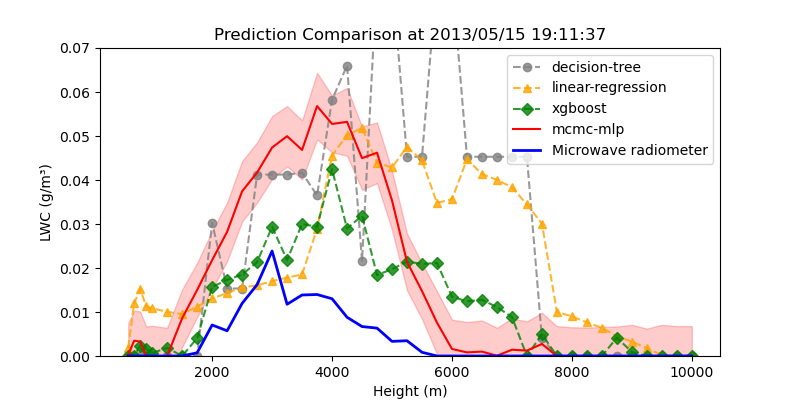 Prediction Comparison at 2013/05/15 19:11:37
0.07
0.06
0.05
0.04
0.03
0.02
0.01
0.00
LWC (g/m³)
decision-tree
linear-regression
xgboost
mcmc-mlp
Microwave radiometer
2000 4000 6000 8000 10000
Height (m)